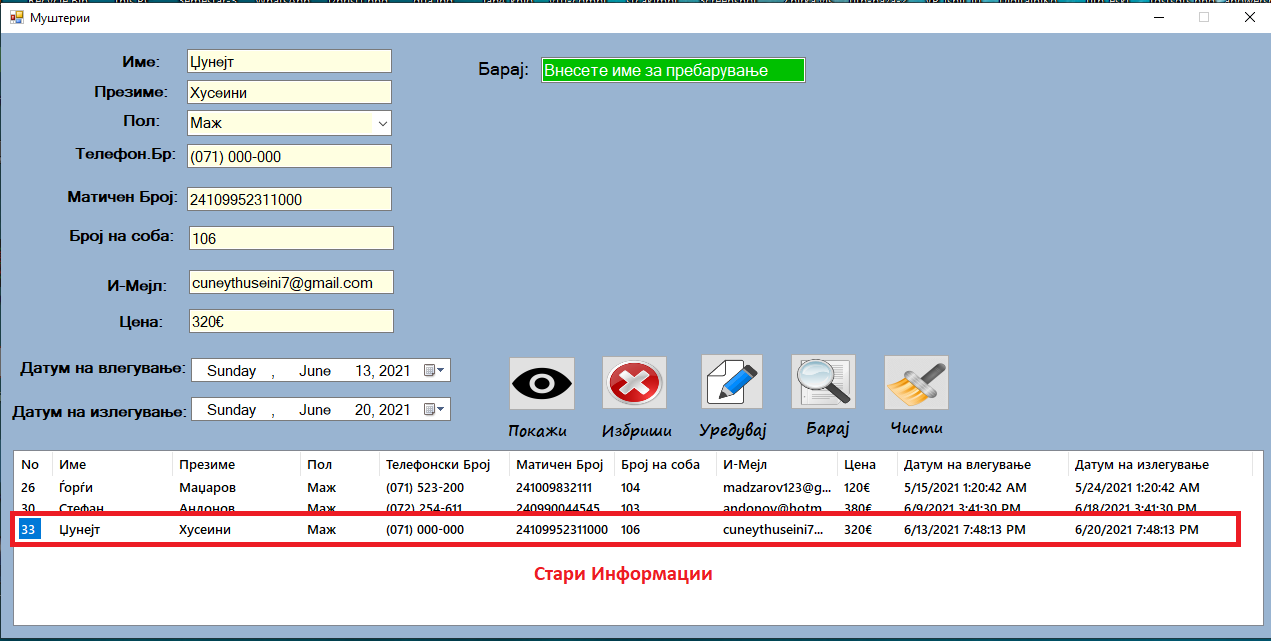 Муштерии
Име: Џунејт
Барај: Внесете име за пребарување
Презиме: Хусеини
Пол: Маж
Телефон.Бр: (071) 000-000
Матичен Број: 24109952311000
Број на соба: 106
И-Мејл: cuneythuseini7@gmail.com
Цена: 320€
Датум на влегување: Sunday , June 13, 2021
Датум на излегување: Sunday , June 20, 2021
Покажи Избриши Уредувај Барај Чисти
No Име Презиме Пол Телефонски Број Матичен Број Број на соба И-Мејл Цена Датум на влегување Датум на излегување
26 Ѓорѓи Маџаров Маж (071) 523-200 241009832111 104 madzarov123@g... 120€ 5/15/2021 1:20:42 AM 5/24/2021 1:20:42 AM
30 Стефан Андонов Маж (072) 254-611 240990044545 103 andonov@hotm... 380€ 6/9/2021 3:41:30 PM 6/18/2021 3:41:30 PM
33 Џунејт Хусеини Маж (071) 000-000 24109952311000 106 cuneythuseini7... 320€ 6/13/2021 7:48:13 PM 6/20/2021 7:48:13 PM
Стари Информации